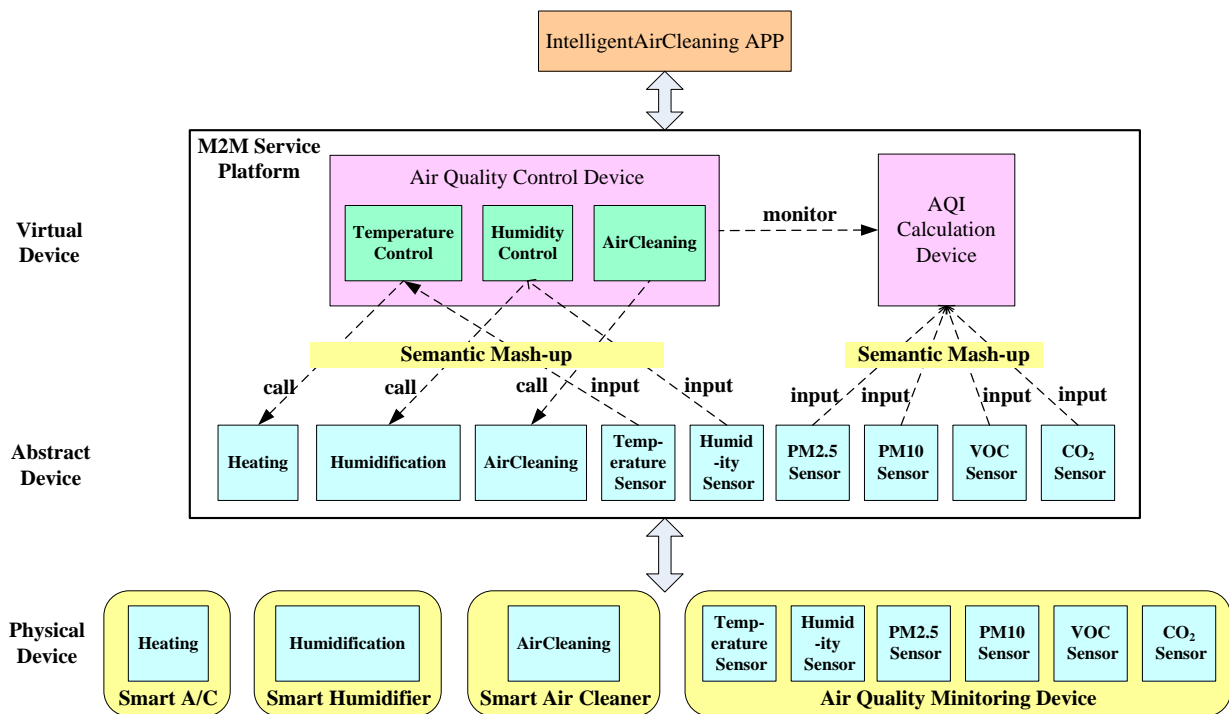 IntelligentAirCleaning APP
M2M Service
Platform
Air Quality Control Device
Temperature
Control
Humidity
Control
AirCleaning
monitor
AQI
Calculation
Device
Virtual
Device
Semantic Mash-up
Semantic Mash-up
call
call
call
input
input
input
input
input
input
Abstract
Device
Heating
Humidification
AirCleaning
Temp-
erature
Sensor
Humid
-ity
Sensor
PM2.5
Sensor
PM10
Sensor
VOC
Sensor
CO₂
Sensor
Physical
Device
Heating
Smart A/C
Humidification
Smart Humidifier
AirCleaning
Smart Air Cleaner
Temp-
erature
Sensor
Humid
-ity
Sensor
PM2.5
Sensor
PM10
Sensor
VOC
Sensor
CO₂
Sensor
Air Quality Minitoring Device